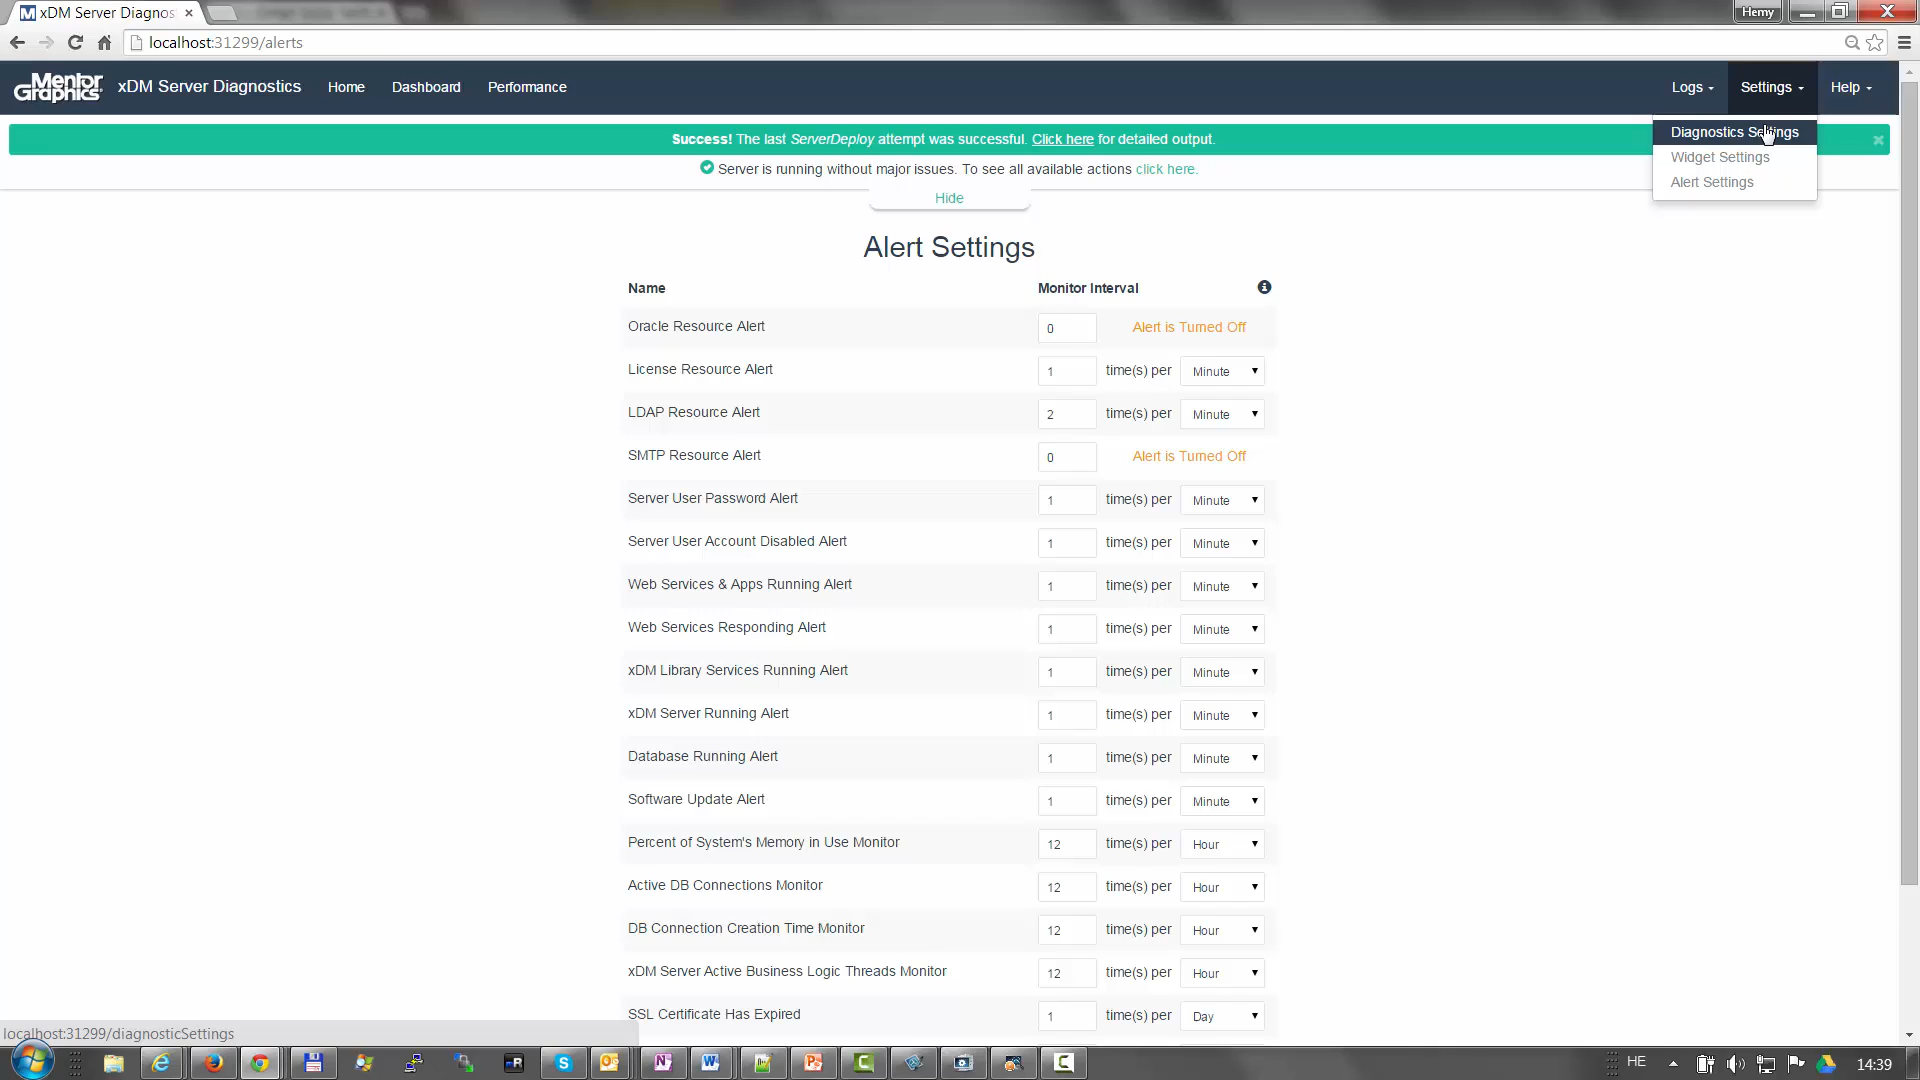 xDM Server Diagnos
Hemy
localhost:31299/alerts
Mentor Graphics
xDM Server Diagnostics Home Dashboard Performance Logs Settings Help
Success! The last ServerDeploy attempt was successful. Click here for detailed output.
Server is running without major issues. To see all available actions click here.
Hide
Diagnostics Settings
Widget Settings
Alert Settings
Alert Settings
Name Monitor Interval
Oracle Resource Alert 0 Alert is Turned Off
License Resource Alert 1 time(s) per Minute
LDAP Resource Alert 2 time(s) per Minute
SMTP Resource Alert 0 Alert is Turned Off
Server User Password Alert 1 time(s) per Minute
Server User Account Disabled Alert 1 time(s) per Minute
Web Services & Apps Running Alert 1 time(s) per Minute
Web Services Responding Alert 1 time(s) per Minute
xDM Library Services Running Alert 1 time(s) per Minute
xDM Server Running Alert 1 time(s) per Minute
Database Running Alert 1 time(s) per Minute
Software Update Alert 1 time(s) per Minute
Percent of System's Memory in Use Monitor 12 time(s) per Hour
Active DB Connections Monitor 12 time(s) per Hour
DB Connection Creation Time Monitor 12 time(s) per Hour
xDM Server Active Business Logic Threads Monitor 12 time(s) per Hour
SSL Certificate Has Expired 1 time(s) per Day
localhost:31299/diagnosticSettings
HE 14:39